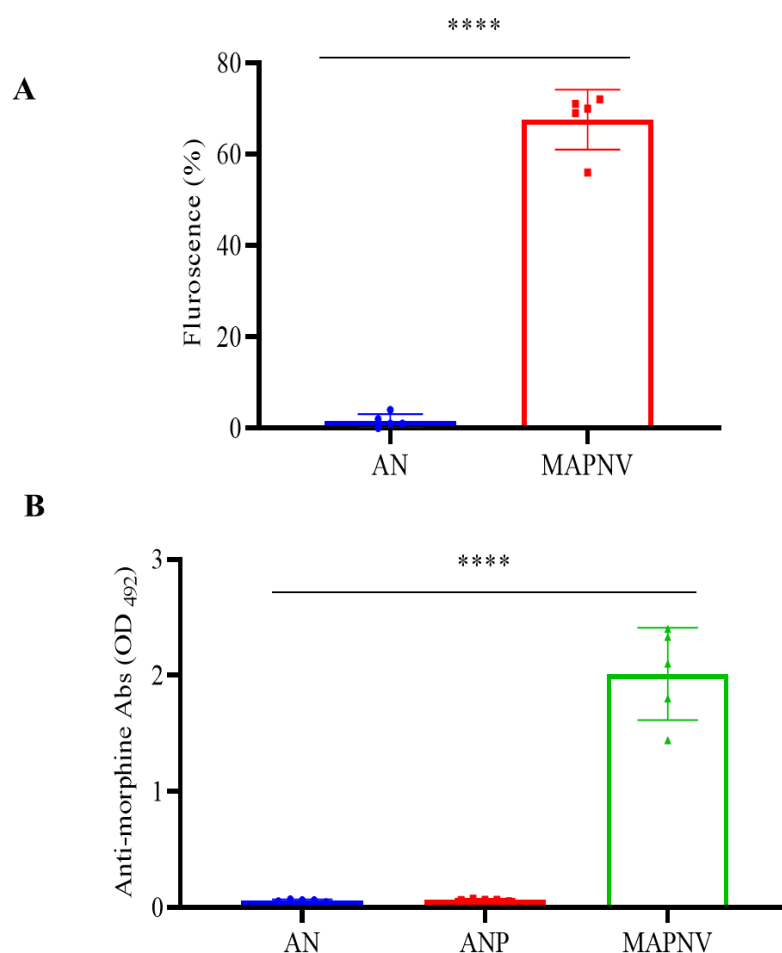 A
****
80
60
40
20
0
Fluroscence (%)
AN MAPNV
B
****
3
2
1
0
Anti-morphine Abs (OD 492)
AN ANP MAPNV